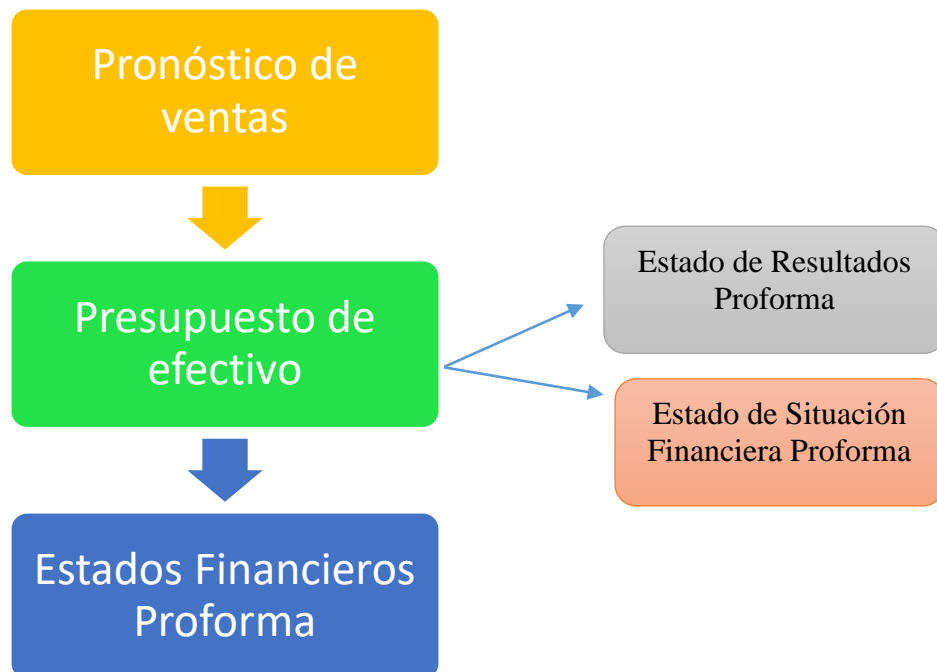 Pronóstico de
ventas
Presupuesto de
efectivo
Estado de Resultados
Proforma
Estado de Situación
Financiera Proforma
Estados Financieros
Proforma